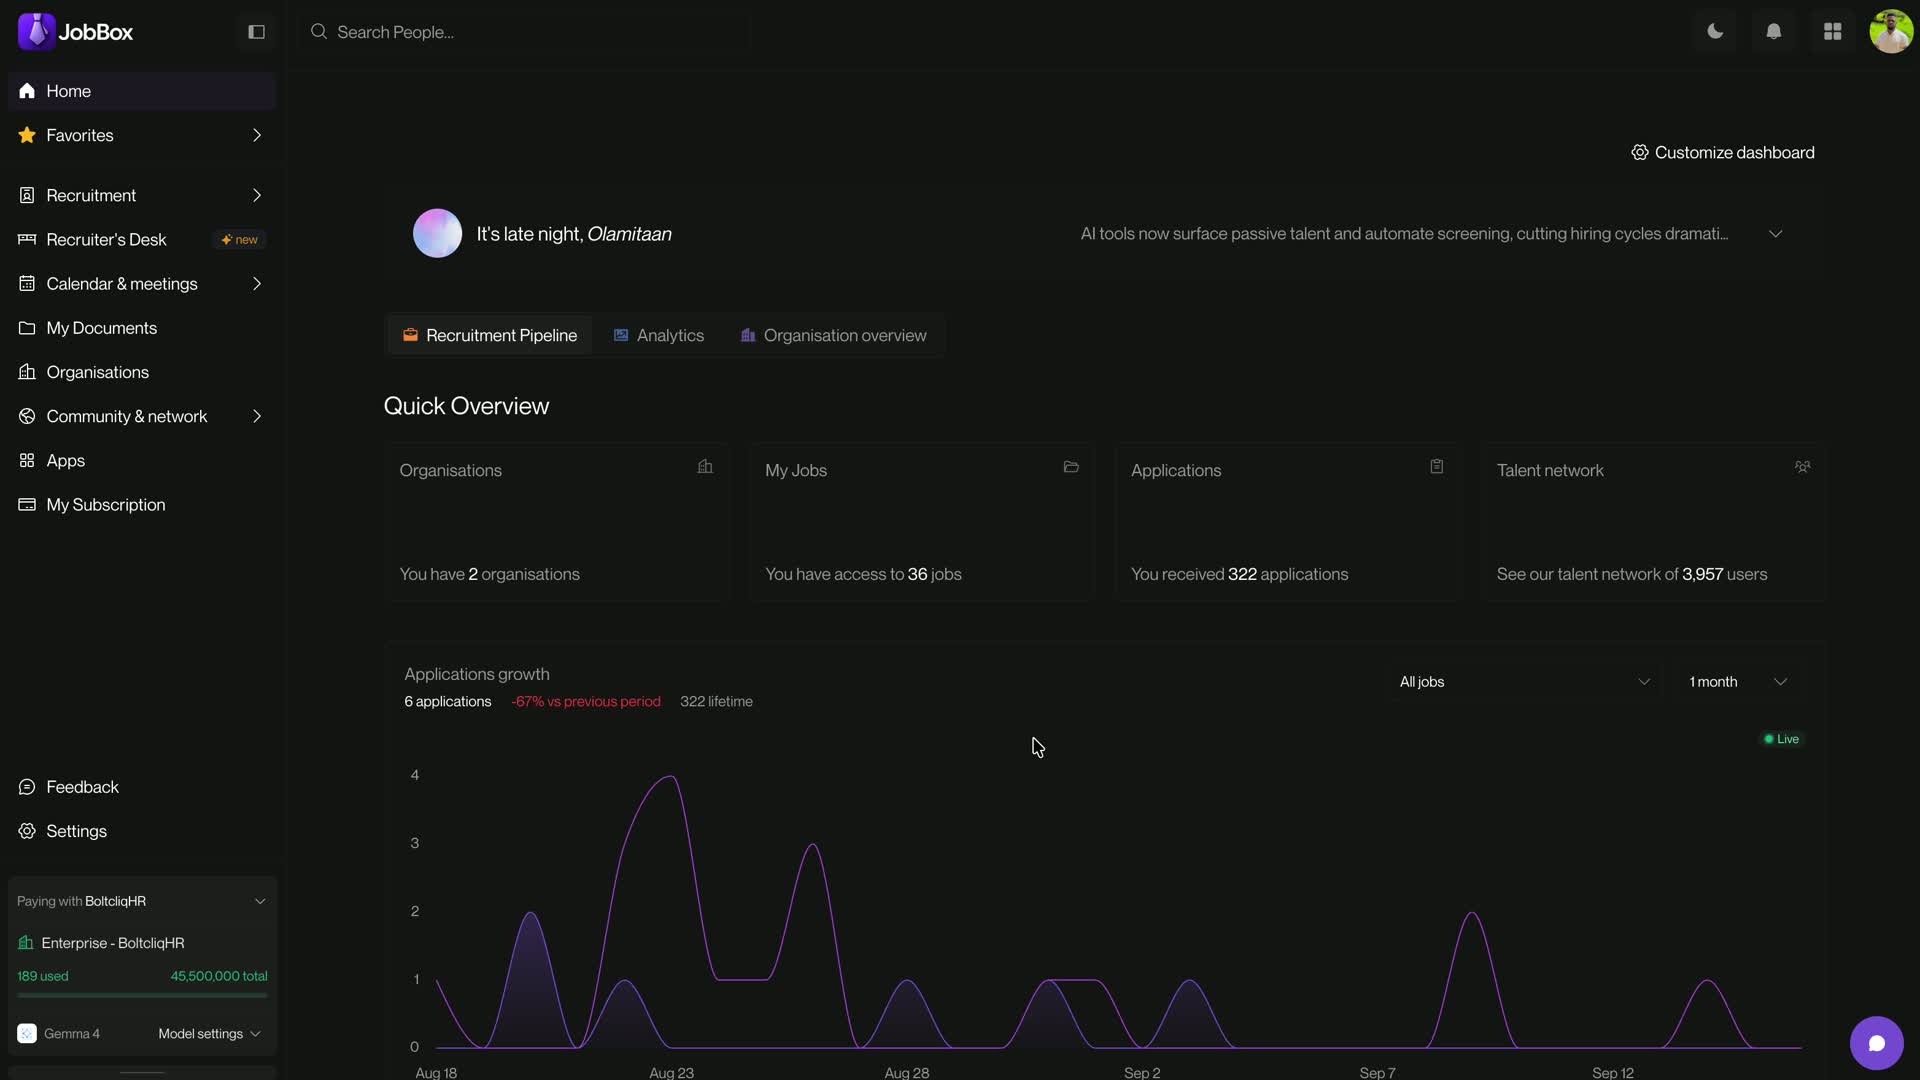 JobBox
Search People...
Home
Favorites
Recruitment
Recruiter's Desk
new
Calendar & meetings
My Documents
Organisations
Community & network
Apps
My Subscription
Feedback
Settings
Paying with BoltcliqHR
Enterprise - BoltcliqHR
189 used
45,500,000 total
Gemma 4
Model settings
Customize dashboard
It's late night, Olamitaan
AI tools now surface passive talent and automate screening, cutting hiring cycles dramati...
Recruitment Pipeline
Analytics
Organisation overview
Quick Overview
Organisations
You have 2 organisations
My Jobs
You have access to 36 jobs
Applications
You received 322 applications
Talent network
See our talent network of 3,957 users
Applications growth
6 applications
-67% vs previous period
322 lifetime
All jobs
1 month
Live
4
3
2
1
0
Aug 18
Aug 23
Aug 28
Sep 2
Sep 7
Sep 12